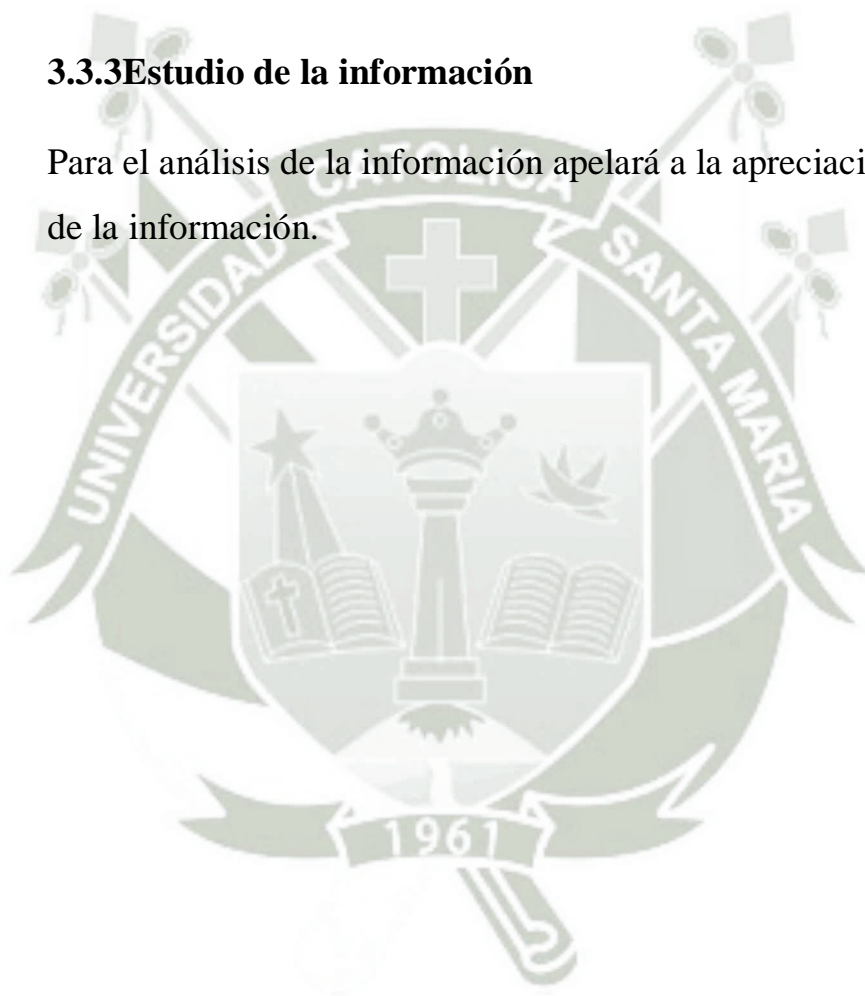 3.3.3Estudio de la información
Para el análisis de la información apelará a la
de la información.
UNIVERSIDAD CATOLICA SANTA MARIA
1961